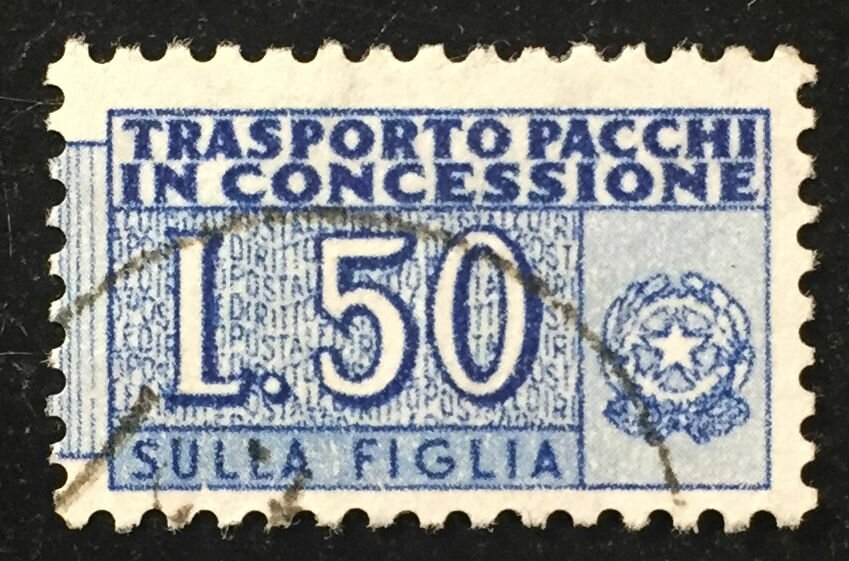 TRASPORTO PACCHI
IN CONCESSIONE
L.50
SULLA FIGLIA